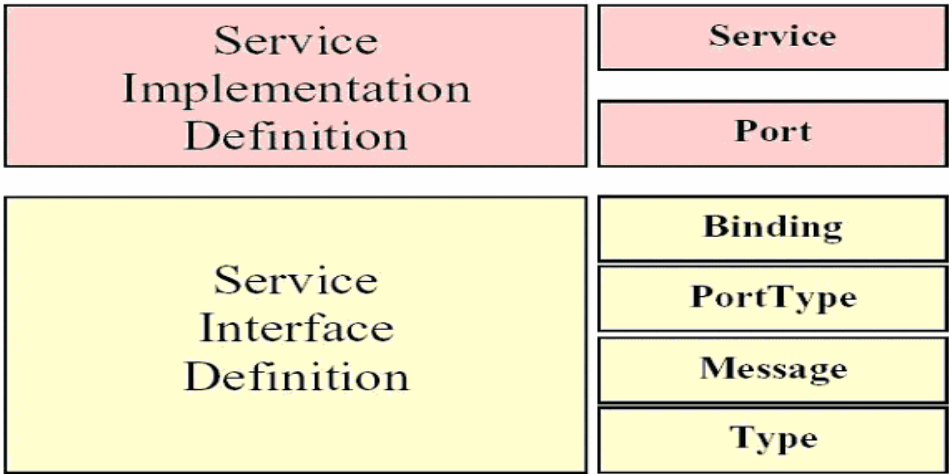 Service
Implementation
Definition
Service
Port
Service
Interface
Definition
Binding
PortType
Message
Type